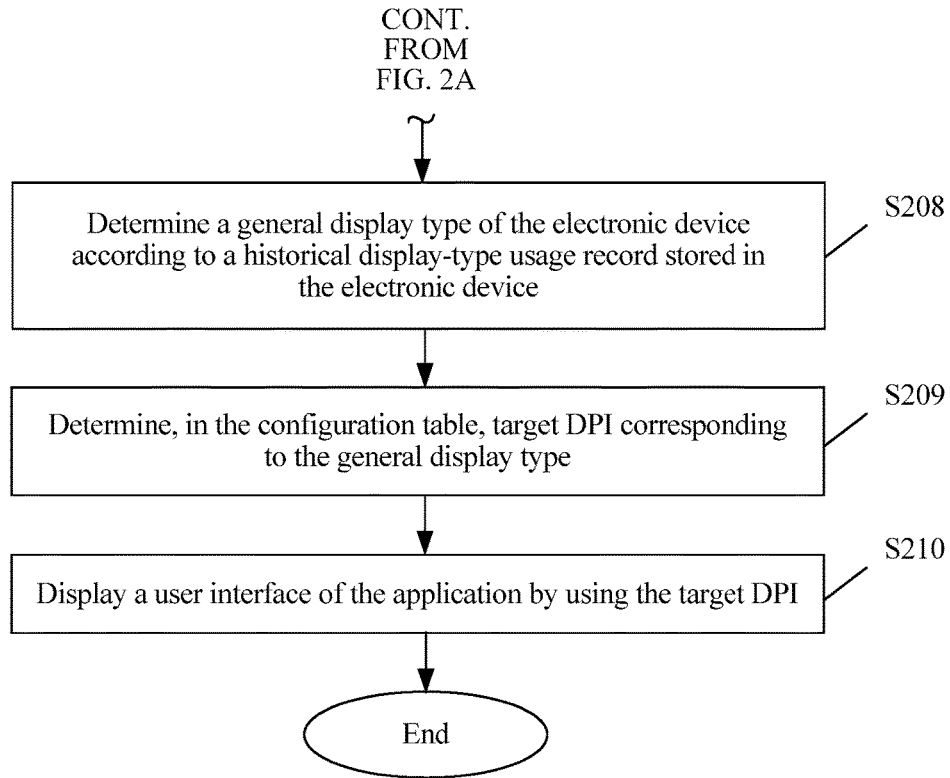 CONT.
FROM
FIG. 2A
Determine a general display type of the electronic device
according to a historical display-type usage record stored in
the electronic device
S208
Determine, in the configuration table, target DPI corresponding
to the general display type
S209
Display a user interface of the application by using the target DPI
S210
End